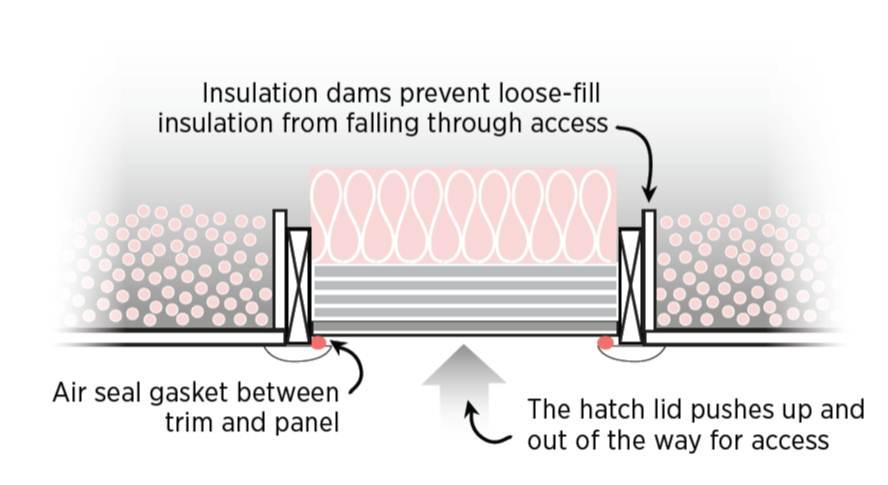 Insulation dams prevent loose-fill
insulation from falling through access
Air seal gasket between
trim and panel
The hatch lid pushes up and
out of the way for access